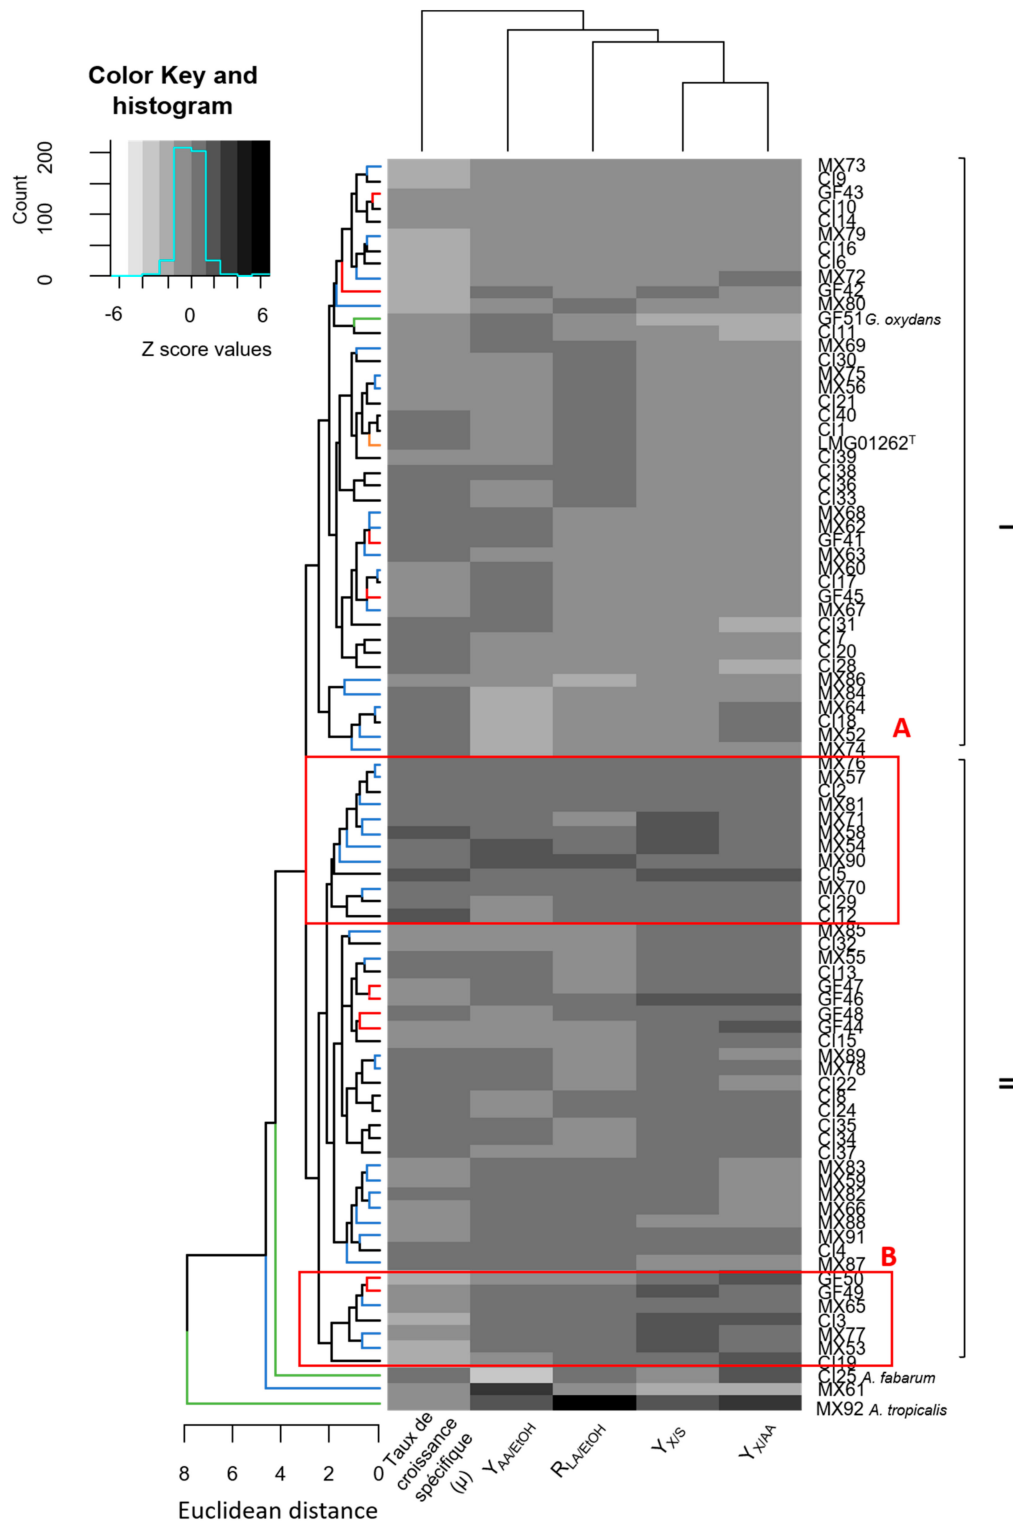 Color Key and
histogram
Count
0 100 200
-6 0 6
Z score values
MX73
CI9
GF43
CI10
CI14
MX79
CI16
CI6
MX72
GF42
MX80
GF51 G. oxydans
CI11
MX69
CI30
MX75
MX56
CI21
CI40
CI1
LMG01262ᵀ
CI39
CI38
CI36
CI33
MX68
MX62
GF41
MX63
MX60
CI17
GF45
MX67
CI31
CI7
CI20
CI28
MX86
MX84
MX64
CI18
MX52
MX74
I
A
MX76
MX57
CI2
MX81
MX71
MX58
MX54
MX90
CI5
MX70
CI29
CI12
MX85
CI32
MX55
CI13
GF47
GF46
GF48
GF44
CI15
MX89
MX78
CI22
CI8
CI24
CI35
CI34
CI37
MX83
MX59
MX82
MX66
MX88
MX91
CI4
MX87
II
B
GF50
GF49
MX65
CI3
MX77
MX53
CI19
CI25 A. fabarum
MX61
MX92 A. tropicalis
8 6 4 2 0
Euclidean distance
Taux de
croissance
spécifique
(µ)
Y_AA/EtOH
R_LA/EtOH
Y_X/S
Y_X/AA